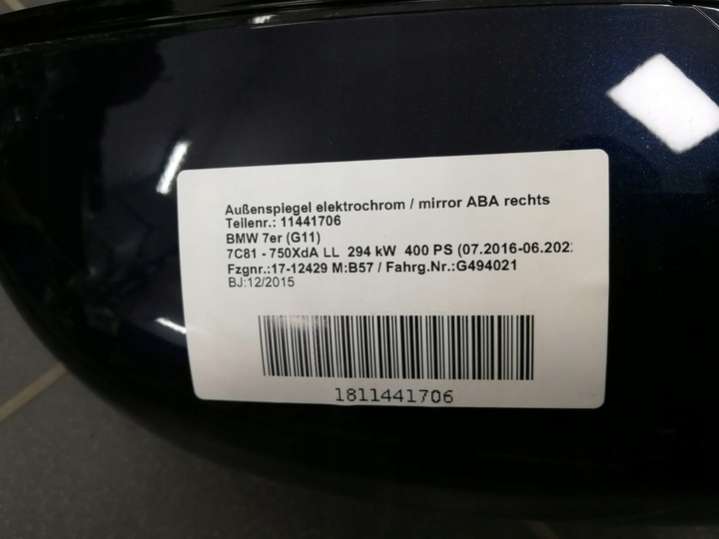 Außenspiegel elektrochrom / mirror ABA rechts
Teilenr.: 11441706
BMW 7er (G11)
7C81 - 750XdA LL 294 kW 400 PS (07.2016-06.202
Fzgnr.:17-12429 M:B57 / Fahrg.Nr.:G494021
BJ:12/2015
1811441706